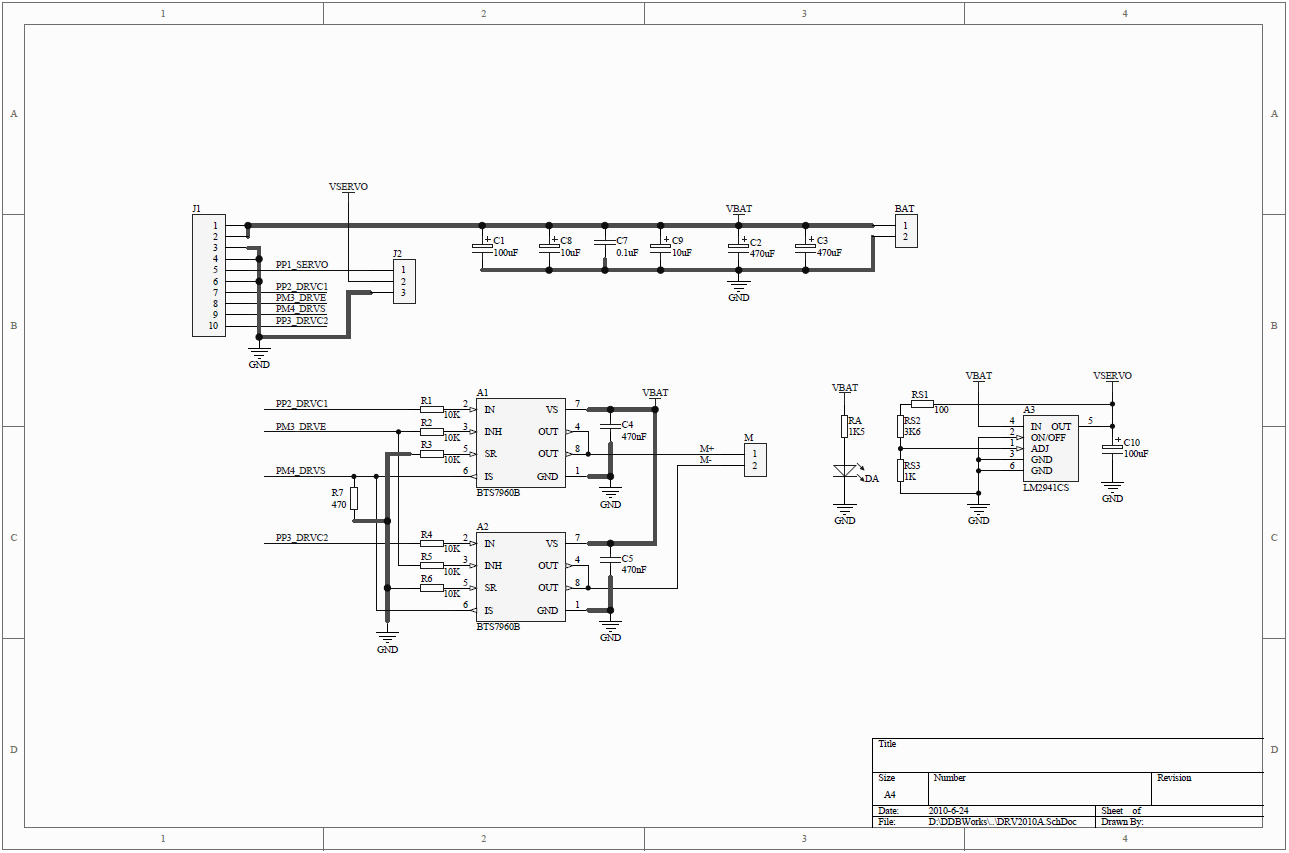 1 2 3 4
A A
B B
C C
D D
1 2 3 4
VSERVO
J1
1
2
3
4
5
6
7
8
9
10
PP1_SERVO
PP2_DRVC1
PM3_DRVE
PM4_DRVS
PP3_DRVC2
GND
J2
1
2
3
VBAT
BAT
1
2
+ C1
100uF
+ C8
10uF
C7
0.1uF
+ C9
10uF
+ C2
470uF
+ C3
470uF
GND
PP2_DRVC1
PM3_DRVE
PM4_DRVS
PP3_DRVC2
R1
10K
R2
10K
R3
10K
R7
470
R4
10K
R5
10K
R6
10K
GND
A1
2 IN VS 7
3 INH OUT 4
5 SR OUT 8
6 IS GND 1
BTS7960B
A2
2 IN VS 7
3 INH OUT 4
5 SR OUT 8
6 IS GND 1
BTS7960B
VBAT
C4
470nF
GND
C5
470nF
GND
M+
M-
M
1
2
VBAT
RA
1K5
DA
GND
RS1
100
RS2
3K6
RS3
1K
VBAT
VSERVO
A3
4 IN OUT 5
2 ON/OFF
1 ADJ
3 GND
6 GND
LM2941CS
GND
+ C10
100uF
GND
Title
Size Number Revision
A4
Date: 2010-6-24 Sheet of
File: D:\DDBWorks\..\DRV2010A.SchDoc Drawn By: